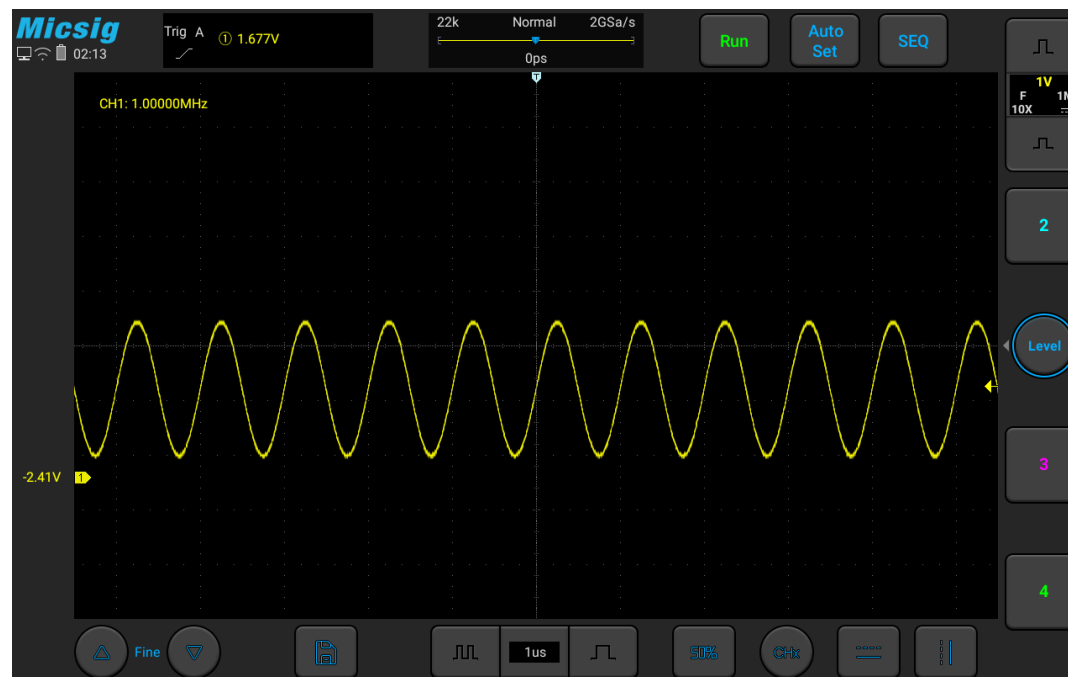 Micsig
02:13
Trig A ① 1.677V
22k Normal 2GSa/s
0ps
Run
Auto
Set
SEQ
T
CH1: 1.00000MHz
1V
F 1M
10X
2
Level
-2.41V 1
3
4
Fine
1us
50%
CHx